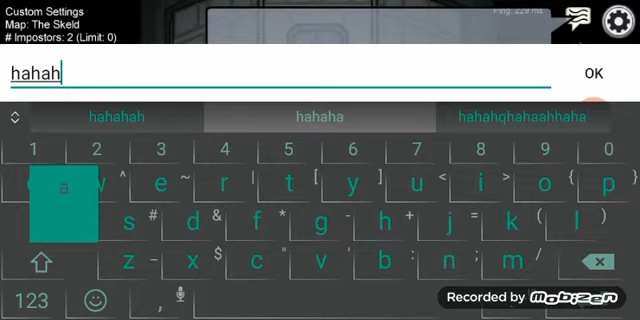 Custom Settings
Map: The Skeld
# Impostors: 2 (Limit: 0)
Ping: 229 ms
hahah
OK
hahahah hahaha hahahqhahaahhaha
1 2 3 4 5 6 7 8 9 0
w ^ e ~ r | t [ y ] u < i > o { p }
a s # d & f * g - h + j = k ( l )
z _ x $ c " v ' b : n ; m /
123 ,
Recorded by Mobizen